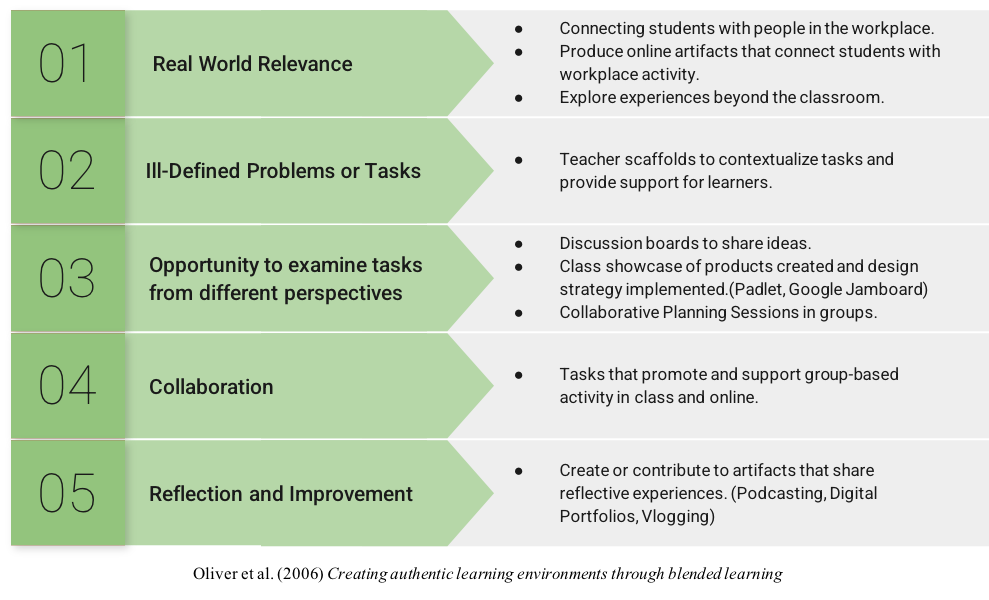 01
Real World Relevance
● Connecting students with people in the workplace.
● Produce online artifacts that connect students with
workplace activity.
● Explore experiences beyond the classroom.
02
Ill-Defined Problems or Tasks
● Teacher scaffolds to contextualize tasks and
provide support for learners.
03
Opportunity to examine tasks
from different perspectives
● Discussion boards to share ideas.
● Class showcase of products created and design
strategy implemented.(Padlet, Google Jamboard)
● Collaborative Planning Sessions in groups.
04
Collaboration
● Tasks that promote and support group-based
activity in class and online.
05
Reflection and Improvement
● Create or contribute to artifacts that share
reflective experiences. (Podcasting, Digital
Portfolios, Vlogging)
Oliver et al. (2006) Creating authentic learning environments through blended learning